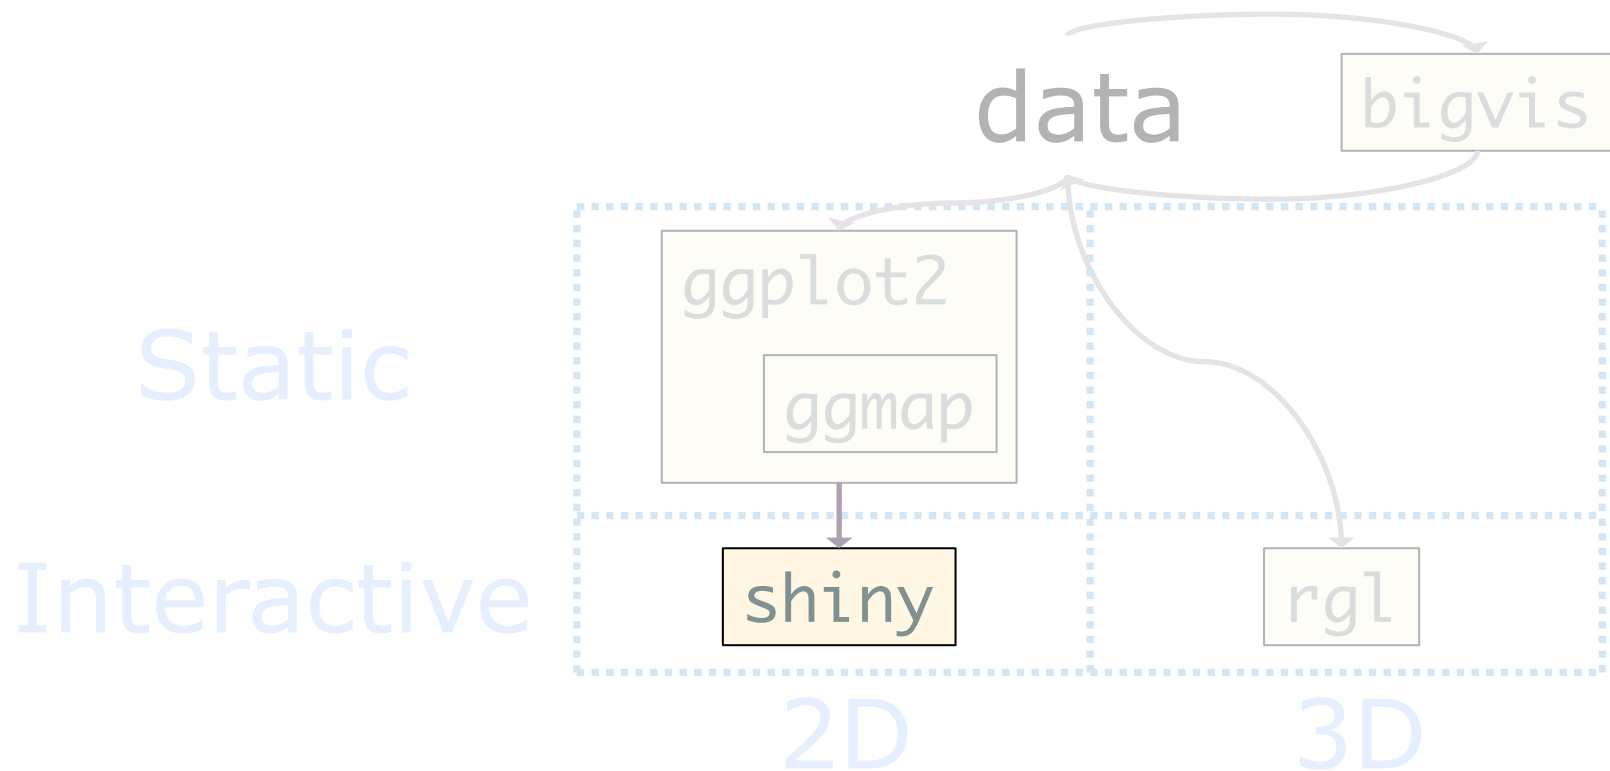 data
bigvis
ggplot2
Static
ggmap
Interactive
shiny
rgl
2D
3D